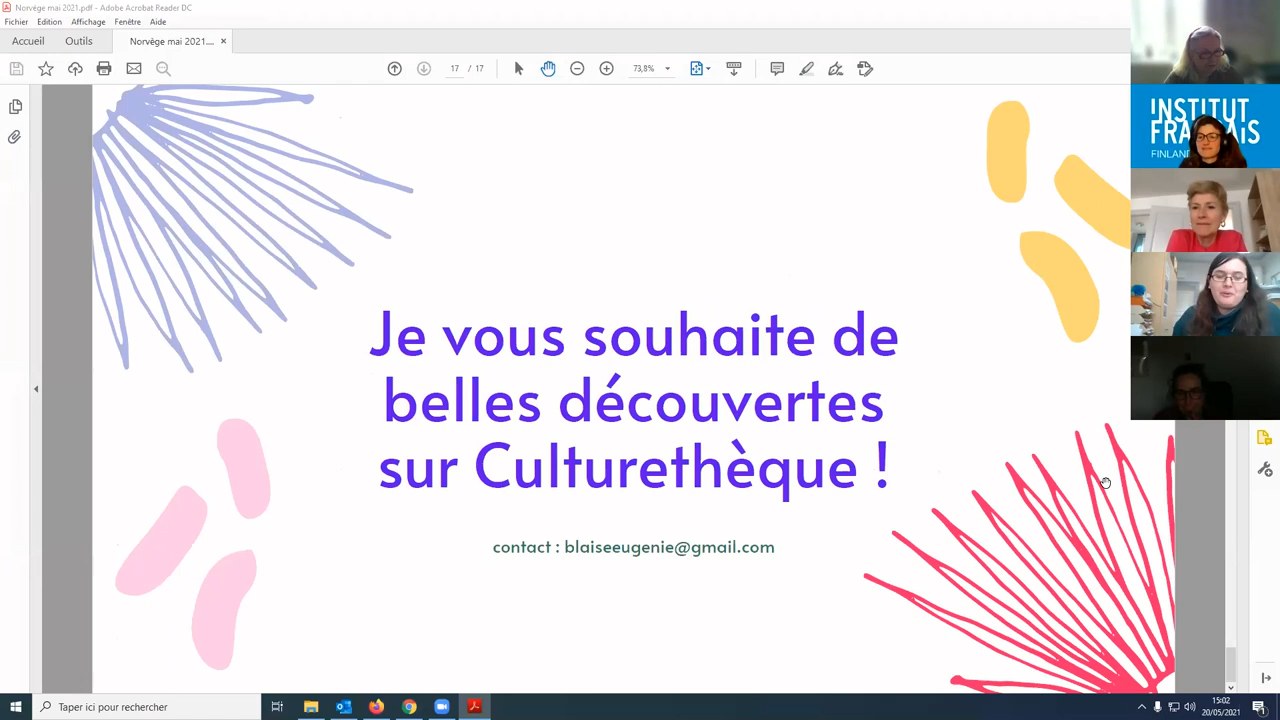 Norvège mai 2021.pdf - Adobe Acrobat Reader DC
Fichier Edition Affichage Fenêtre Aide
Accueil Outils Norvège mai 2021.... ×
17 / 17 73,8%
INSTITUT
FRANÇAIS
FINLANDE
Je vous souhaite de
belles découvertes
sur Culturethèque !
contact : blaiseeugenie@gmail.com
Taper ici pour rechercher
15:02
20/05/2021
1